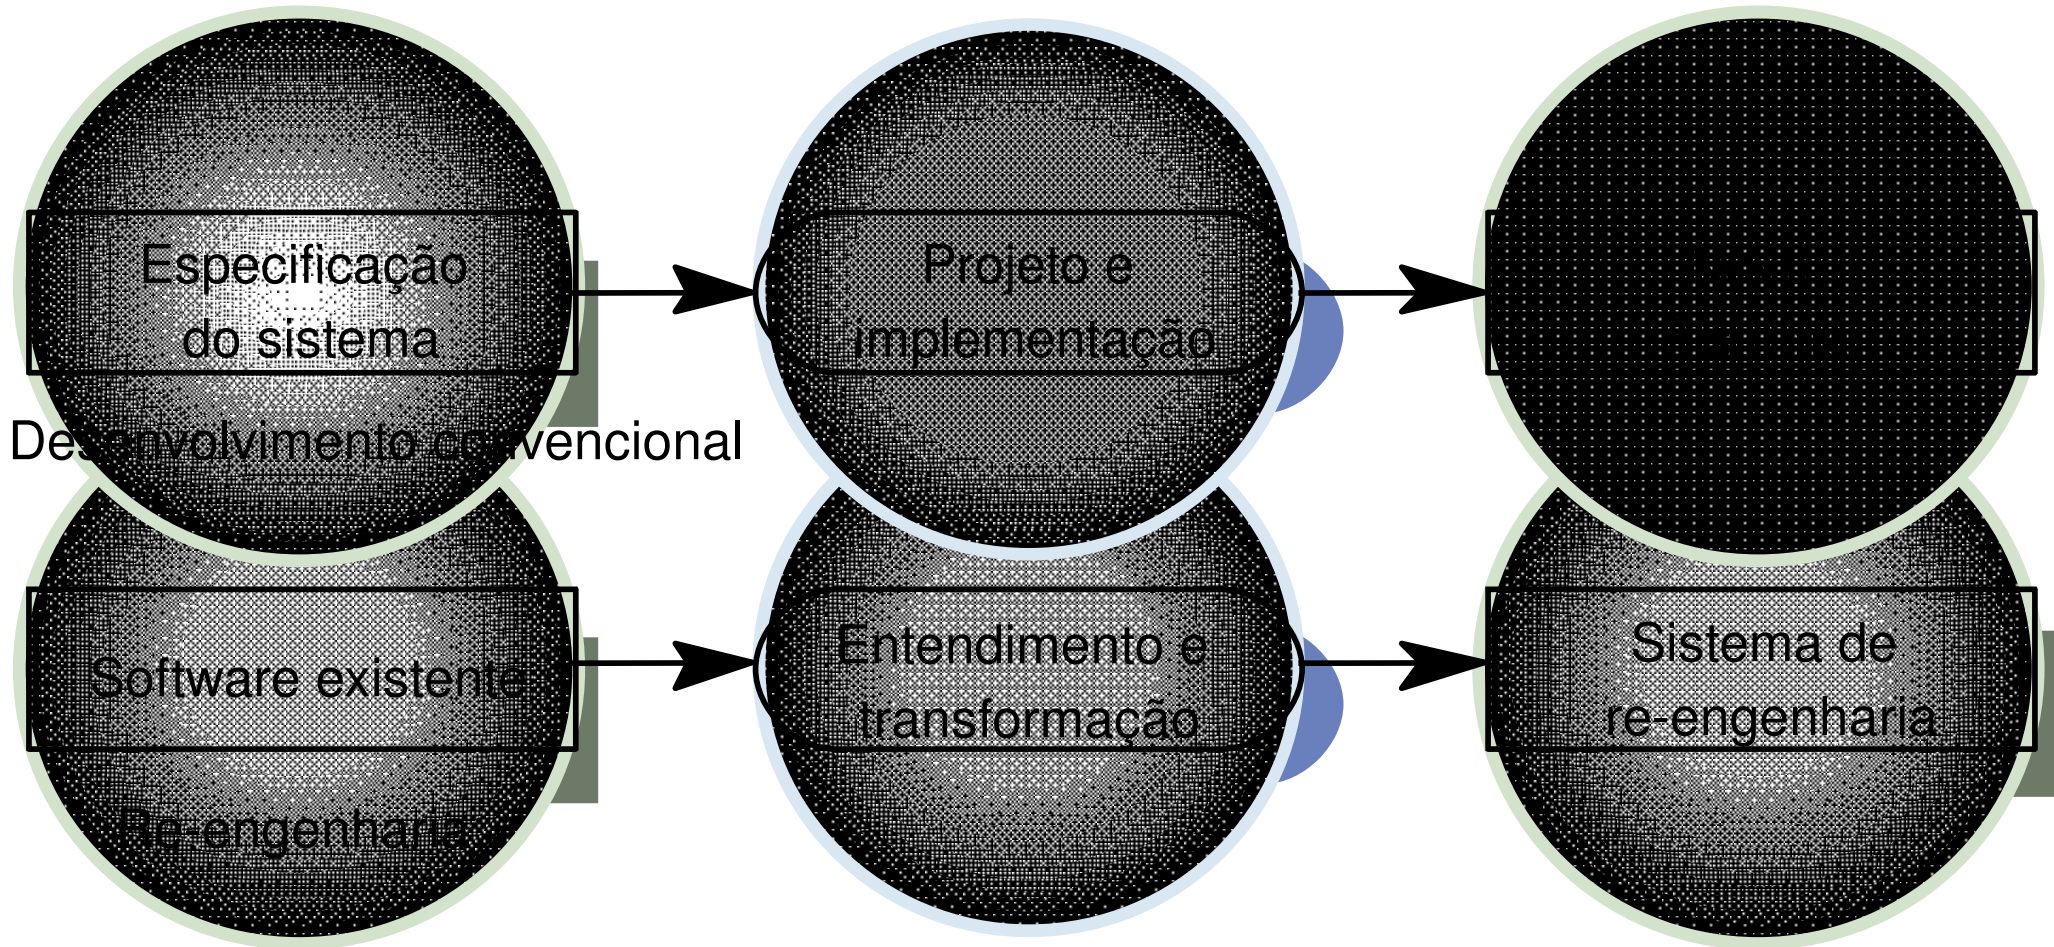 Especificação
do sistema
Projeto e
implementação
Desenvolvimento convencional
Software existente
Entendimento e
transformação
Sistema de
re-engenharia
Re-engenharia